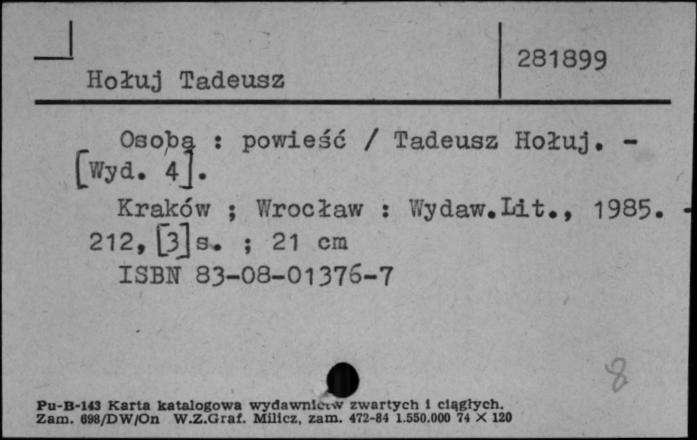 281899
Hołuj Tadeusz
Osoba : powieść / Tadeusz Hołuj. -
[Wyd. 4].
Kraków ; Wrocław : Wydaw.Lit., 1985. -
212,[3]s. ; 21 cm
ISBN 83-08-01376-7
8
Pu-B-143 Karta katalogowa wydawnictw zwartych i ciągłych.
Zam. 698/DW/On W.Z.Graf. Milicz, zam. 472-84 1.550.000 74 X 120